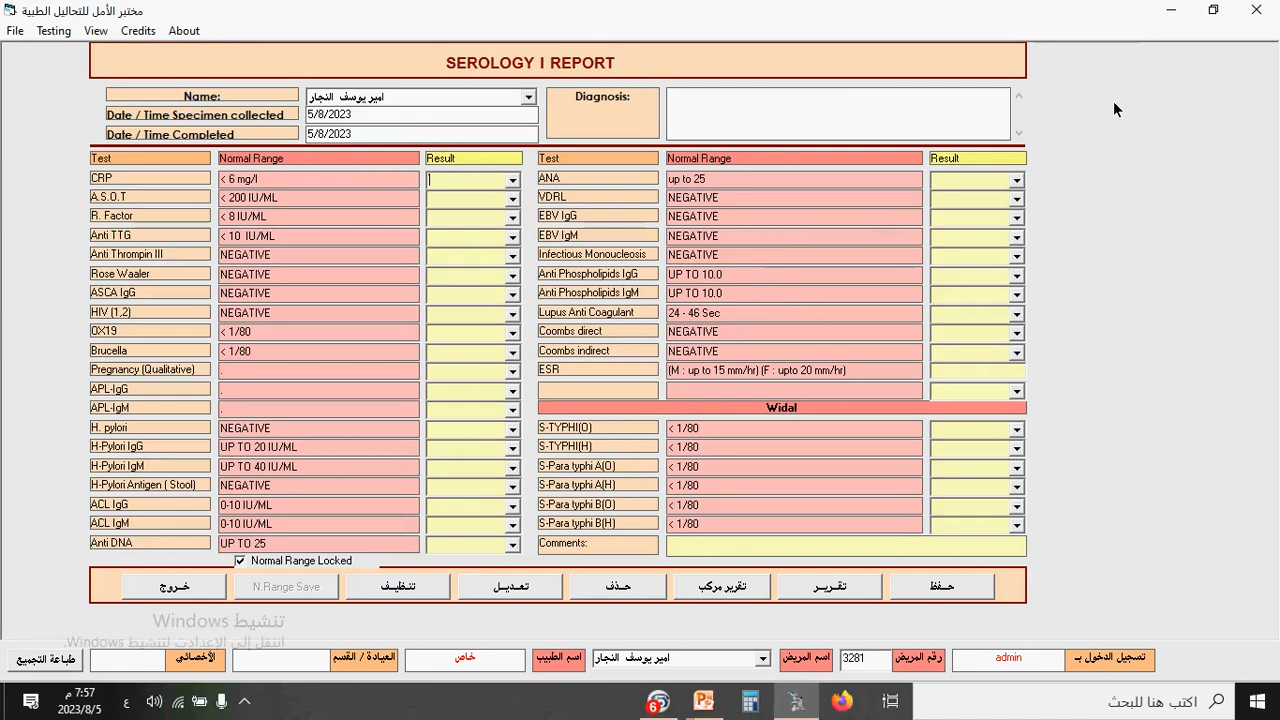 مختبر الأمل للتحاليل الطبية
File Testing View Credits About
SEROLOGY I REPORT
Name: امير يوسف النجار
Diagnosis:
Date / Time Specimen collected 5/8/2023
Date / Time Completed 5/8/2023
Test Normal Range Result Test Normal Range Result
CRP < 6 mg/l ANA up to 25
A.S.O.T < 200 IU/ML VDRL NEGATIVE
R. Factor < 8 IU/ML EBV IgG NEGATIVE
Anti TTG < 10 IU/ML EBV IgM NEGATIVE
Anti Thrompin III NEGATIVE Infectious Monoucleosis NEGATIVE
Rose Waaler NEGATIVE Anti Phospholipids IgG UP TO 10.0
ASCA IgG NEGATIVE Anti Phospholipids IgM UP TO 10.0
HIV (1,2) NEGATIVE Lupus Anti Coagulant 24 - 46 Sec
OX19 < 1/80 Coombs direct NEGATIVE
Brucella < 1/80 Coombs indirect NEGATIVE
Pregnancy (Qualitative) . ESR (M : up to 15 mm/hr) (F : upto 20 mm/hr)
APL-IgG .
APL-IgM . Widal
H. pylori NEGATIVE S-TYPHI(O) < 1/80
H-Pylori IgG UP TO 20 IU/ML S-TYPHI(H) < 1/80
H-Pylori IgM UP TO 40 IU/ML S-Para typhi A(O) < 1/80
H-Pylori Antigen ( Stool) NEGATIVE S-Para typhi A(H) < 1/80
ACL IgG 0-10 IU/ML S-Para typhi B(O) < 1/80
ACL IgM 0-10 IU/ML S-Para typhi B(H) < 1/80
Anti DNA UP TO 25 Comments:
Normal Range Locked
حـفظ تقريـــر تقرير مركب حـذف تعـديـل تنظيـف N.Range Save خـروج
تنشيط Windows
انتقل إلى الإعدادت لتنشيط Windows.
تسجيل الدخول بـ admin رقم المريض 3281 اسم المريض امير يوسف النجار اسم الطبيب خاص العيادة / القسم الأخصائي طباعة التجميع
اكتب هنا للبحث
6
ع
7:57 م
2023/8/5